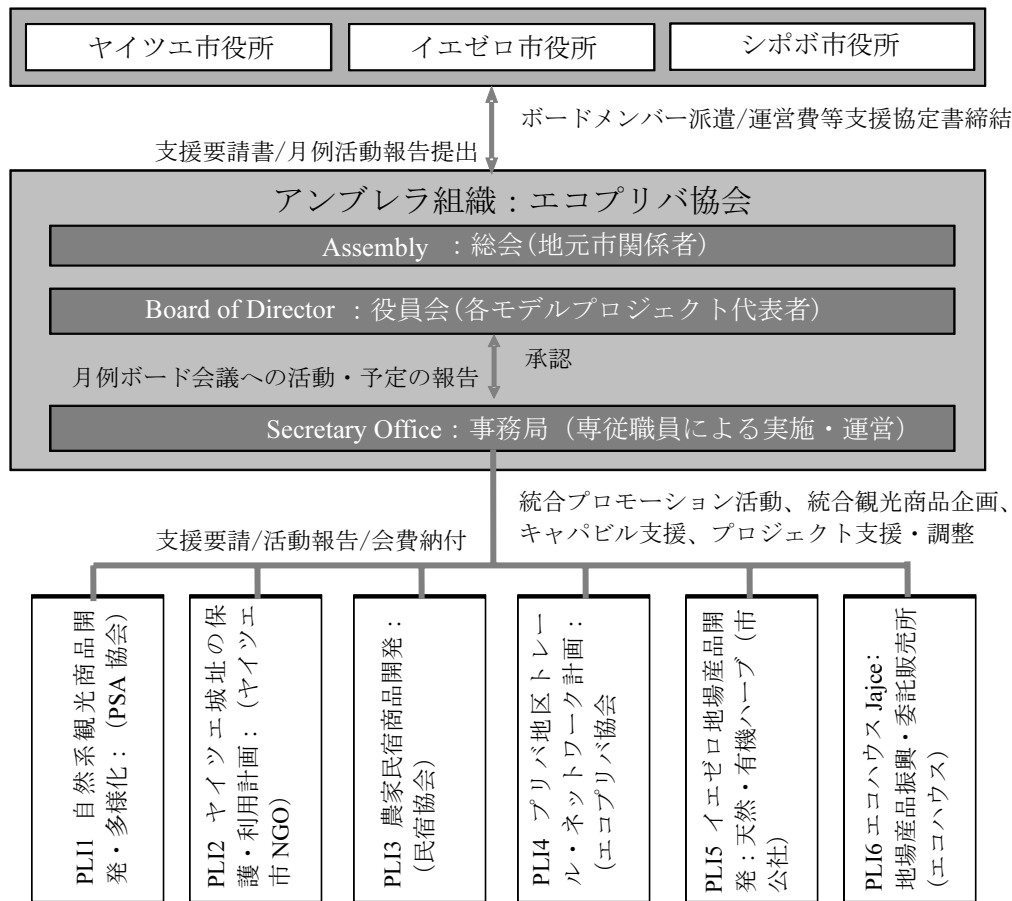 ヤイツエ市役所
イエゼロ市役所
シポボ市役所
ボードメンバー派遣/運営費等支援協定書締結
支援要請書/月例活動報告提出
アンブレラ組織：エコプリバ協会
Assembly ：総会(地元市関係者)
Board of Director ：役員会(各モデルプロジェクト代表者)
承認
月例ボード会議への活動・予定の報告
Secretary Office：事務局（専従職員による実施・運営）
統合プロモーション活動、統合観光商品企画、
キャパビル支援、プロジェクト支援・調整
支援要請/活動報告/会費納付
PLI1 自然系観光商品開
発・多様化：（PSA 協会）
PLI2 ヤイツエ城址の保
護・利用計画：（ヤイツエ
市 NGO）
PLI3 農家民宿商品開発：
（民宿協会）
PLI4 プリバ地区トレー
ル・ネットワーク計画：
（エコプリバ協会）
PLI5 イエゼロ地場産品開
発：天然・有機ハーブ（市
公社）
PLI6 エコハウス Jajce：
地場産品振興・委託販売所
（エコハウス）